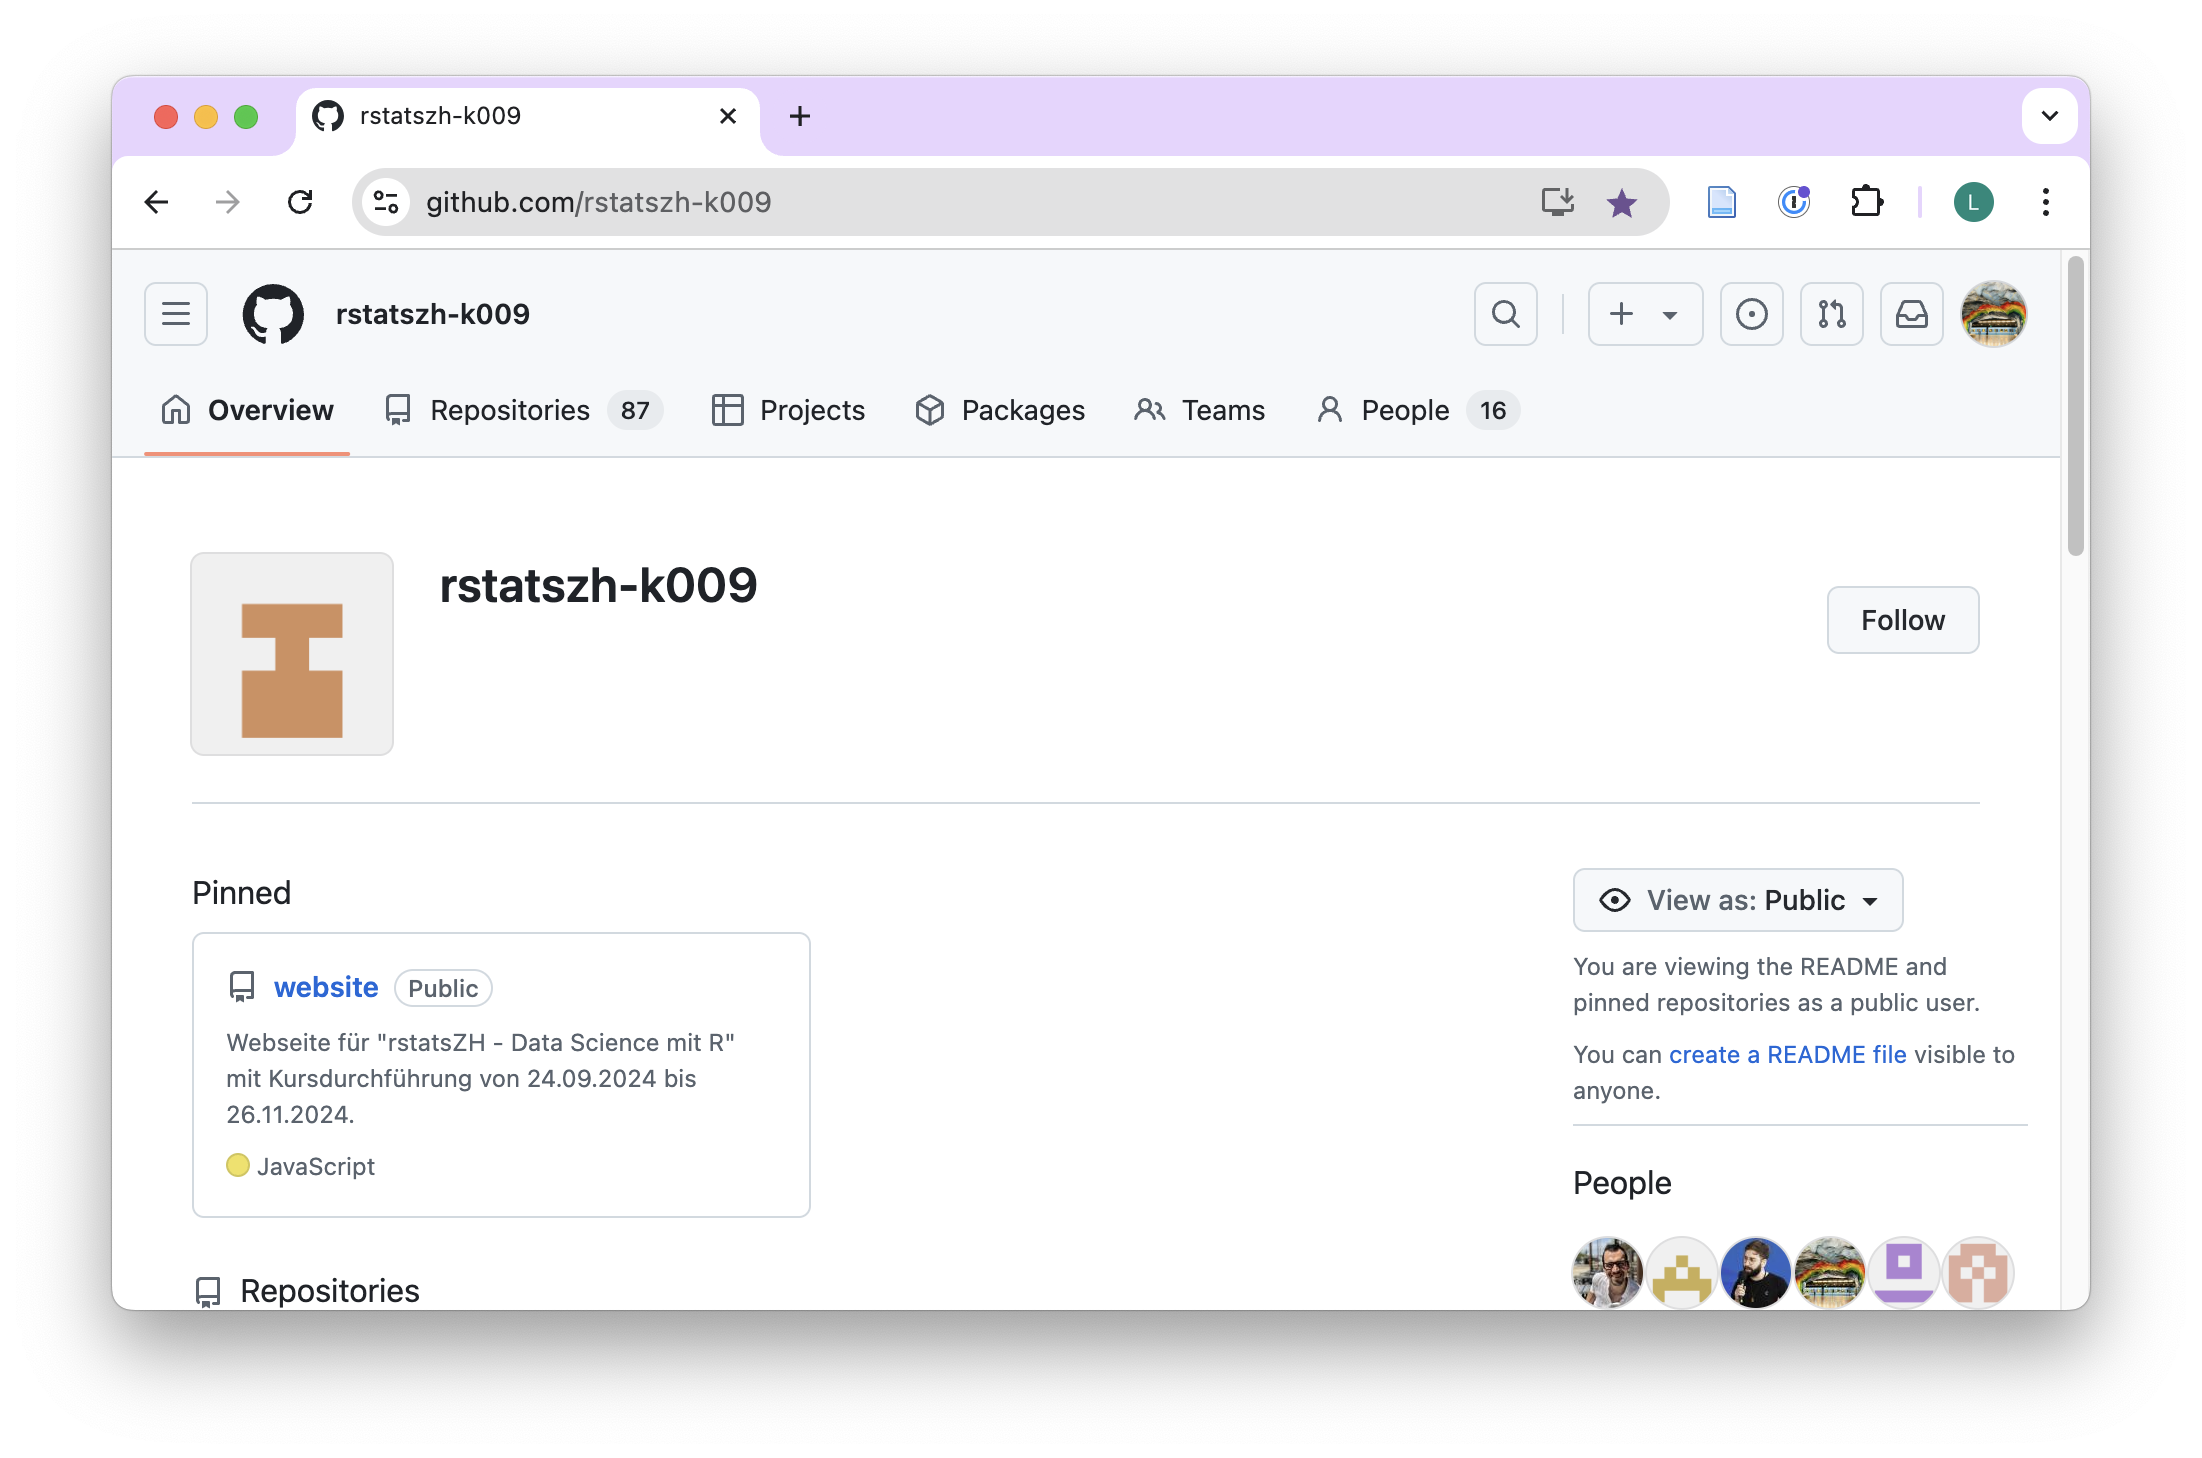 rstatszh-k009
github.com/rstatszh-k009
L
rstatszh-k009
Overview
Repositories 87
Projects
Packages
Teams
People 16
rstatszh-k009
Follow
Pinned
website Public
Webseite für "rstatsZH - Data Science mit R"
mit Kursdurchführung von 24.09.2024 bis
26.11.2024.
JavaScript
Repositories
View as: Public
You are viewing the README and
pinned repositories as a public user.
You can create a README file visible to
anyone.
People